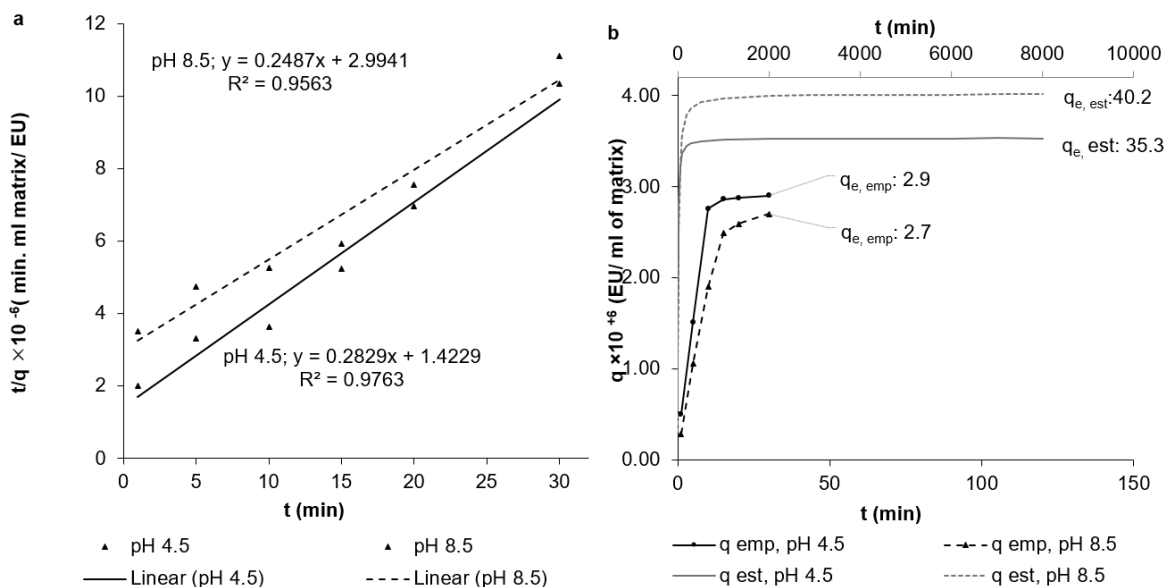 a
t/q ×10 ⁻⁶( min. ml matrix/ EU)
12
10
8
6
4
2
0
pH 8.5; y = 0.2487x + 2.9941
R² = 0.9563
pH 4.5; y = 0.2829x + 1.4229
R² = 0.9763
0 5 10 15 20 25 30
t (min)
pH 4.5 pH 8.5
Linear (pH 4.5) Linear (pH 8.5)
b
t (min)
0 2000 4000 6000 8000 10000
q×10 ⁺⁶ (EU/ ml of matrix)
4.00
3.00
2.00
1.00
0.00
qe, est:40.2
qe, est: 35.3
qe, emp: 2.9
qe, emp: 2.7
0 50 100 150
t (min)
q emp, pH 4.5 q emp, pH 8.5
q est, pH 4.5 q est, pH 8.5